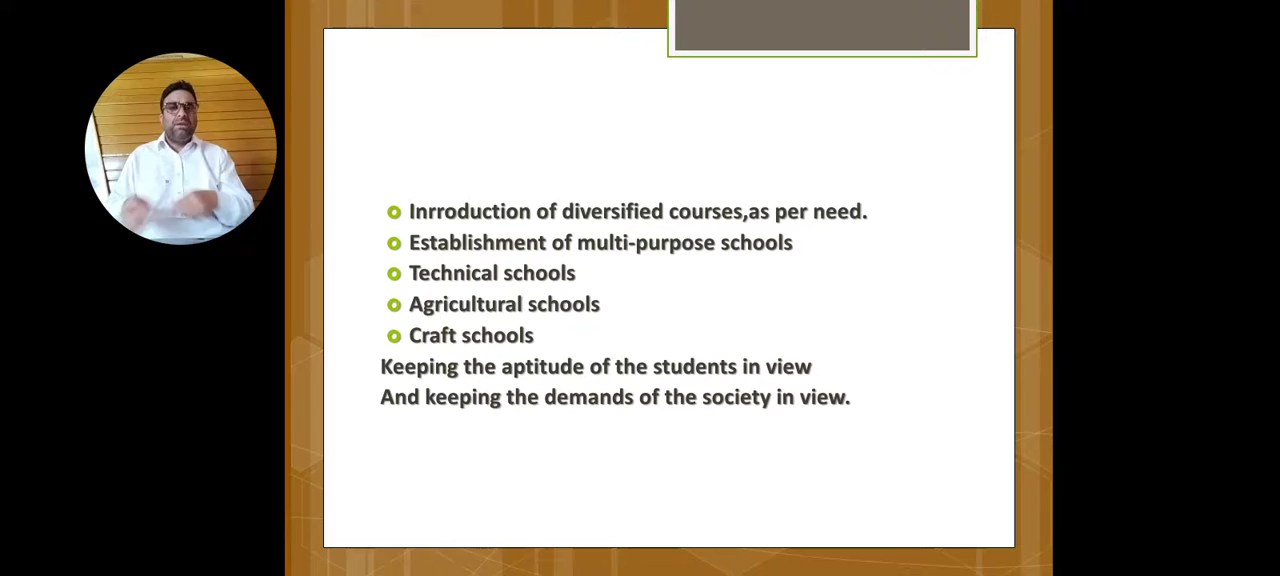 Inrroduction of diversified courses,as per need.
Establishment of multi-purpose schools
Technical schools
Agricultural schools
Craft schools
Keeping the aptitude of the students in view
And keeping the demands of the society in view.